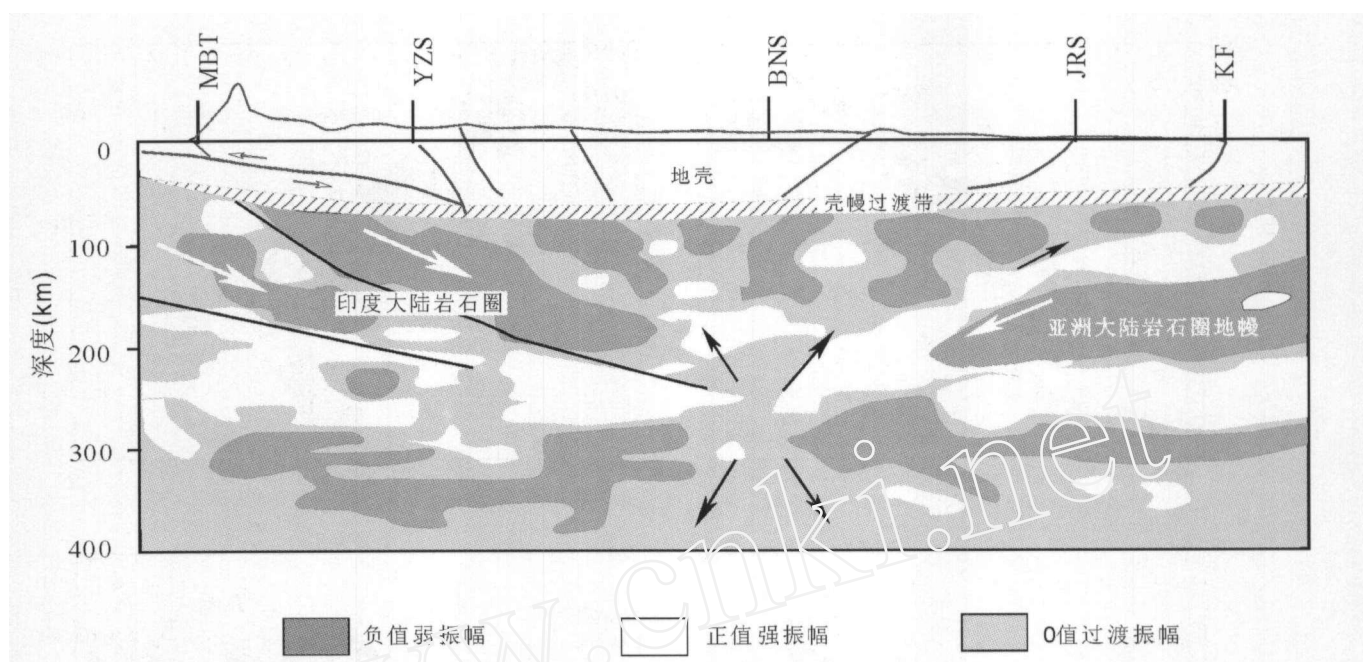 MBT
YZS
BNS
JRS
KF
0
100
200
300
400
深度(km)
地壳
壳幔过渡带
印度大陆岩石圈
亚洲大陆岩石圈地幔
www.cnki.net
负值弱振幅
正值强振幅
0值过渡振幅